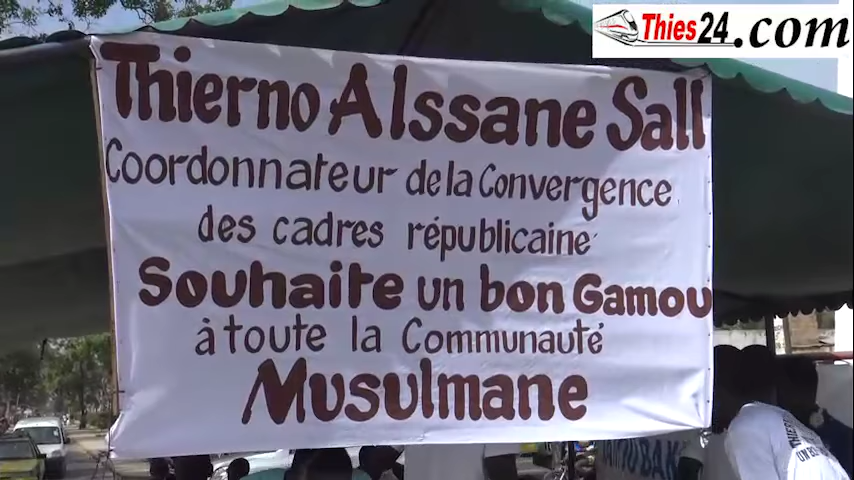 Thies24.com
Thierno Alssane Sall
Coordonnateur de la Convergence
des cadres républicaine
Souhaite un bon Gamou
à toute la Communauté
Musulmane